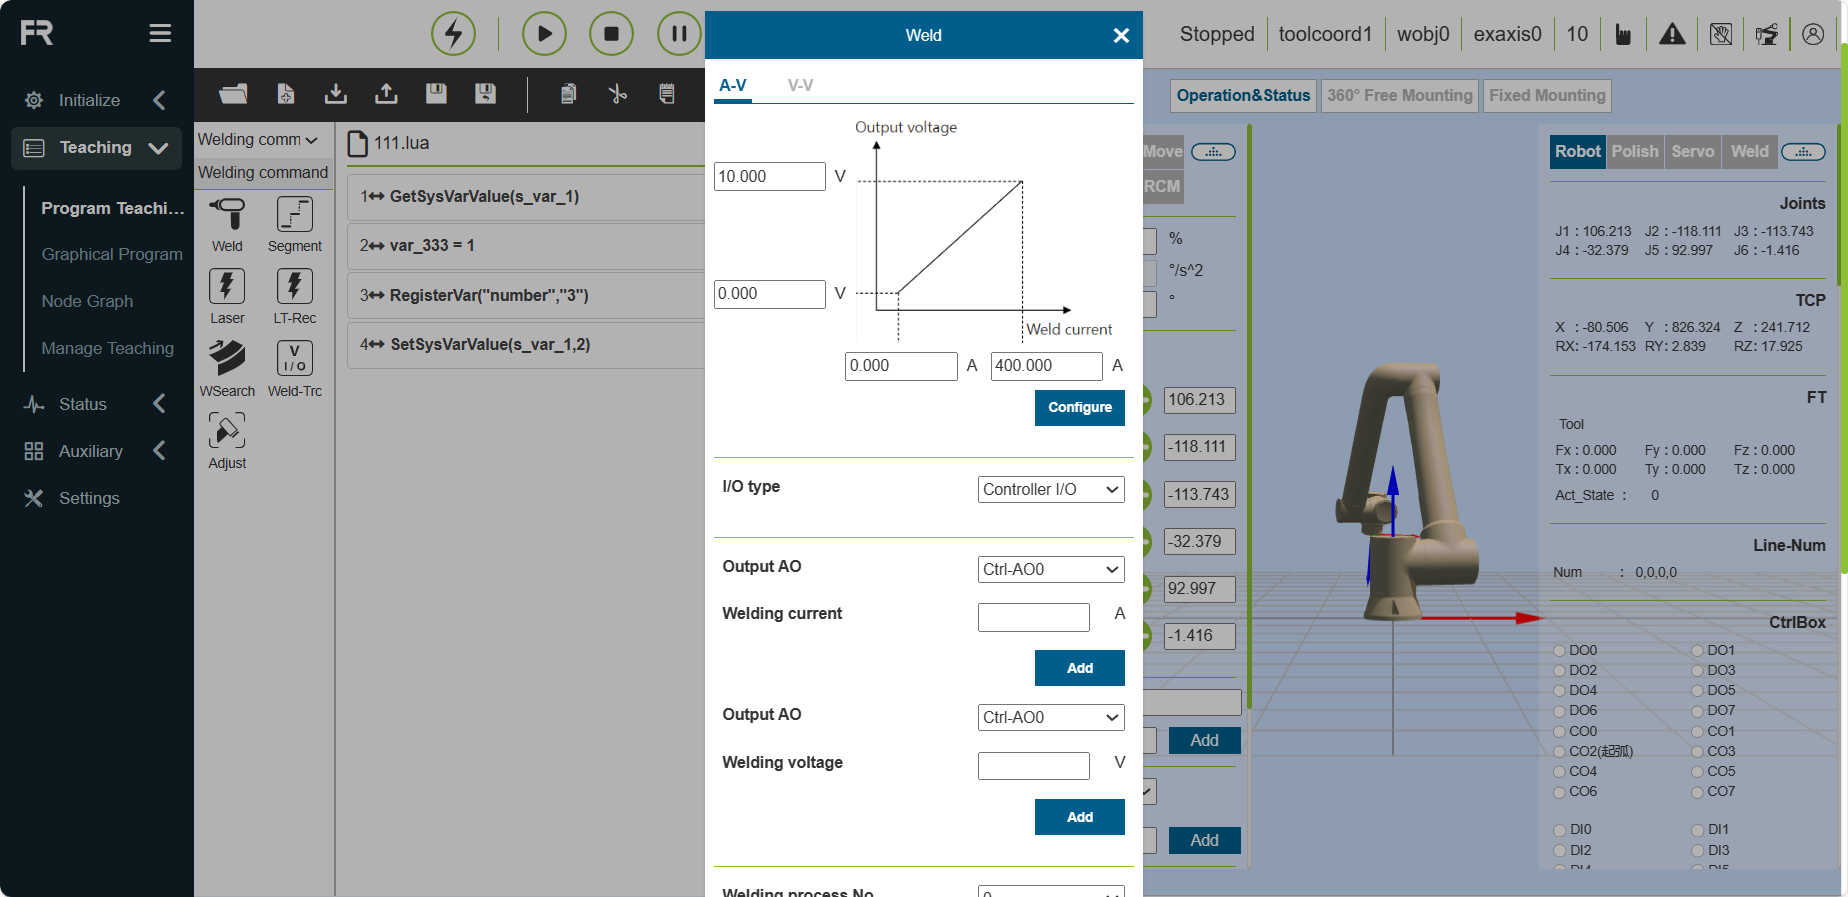 FR
Weld
Stopped
toolcoord1
wobj0
exaxis0
10
Initialize
Teaching
Program Teachi...
Graphical Program
Node Graph
Manage Teaching
Status
Auxiliary
Settings
Welding comm
Welding command
Weld
Segment
Laser
LT-Rec
V
I/O
WSearch
Weld-Trc
Adjust
111.lua
1 GetSysVarValue(s_var_1)
2 var_333 = 1
3 RegisterVar("number","3")
4 SetSysVarValue(s_var_1,2)
A-V
V-V
Output voltage
10.000 V
0.000 V
Weld current
0.000 A 400.000 A
Configure
I/O type Controller I/O
Output AO Ctrl-AO0
Welding current A
Add
Output AO Ctrl-AO0
Welding voltage V
Add
Welding process No
0
Operation&Status
360° Free Mounting
Fixed Mounting
Move
RCM
%
°/s^2
°
106.213
-118.111
-113.743
-32.379
92.997
-1.416
Add
Add
Robot Polish Servo Weld
Joints
J1 : 106.213 J2 : -118.111 J3 : -113.743
J4 : -32.379 J5 : 92.997 J6 : -1.416
TCP
X : -80.506 Y : 826.324 Z : 241.712
RX: -174.153 RY: 2.839 RZ: 17.925
FT
Tool
Fx : 0.000 Fy : 0.000 Fz : 0.000
Tx : 0.000 Ty : 0.000 Tz : 0.000
Act_State : 0
Line-Num
Num : 0,0,0,0
CtrlBox
DO0 DO1
DO2 DO3
DO4 DO5
DO6 DO7
CO0 CO1
CO2(起弧) CO3
CO4 CO5
CO6 CO7
DI0 DI1
DI2 DI3
DI4 DI5